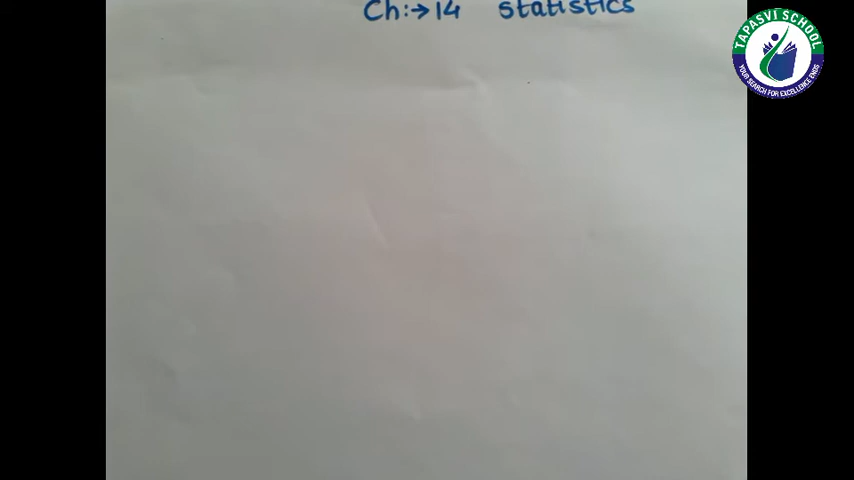 Ch:→ 14 statistics
TAPASVI SCHOOL
YOUR SEARCH FOR EXCELLENCE ENDS